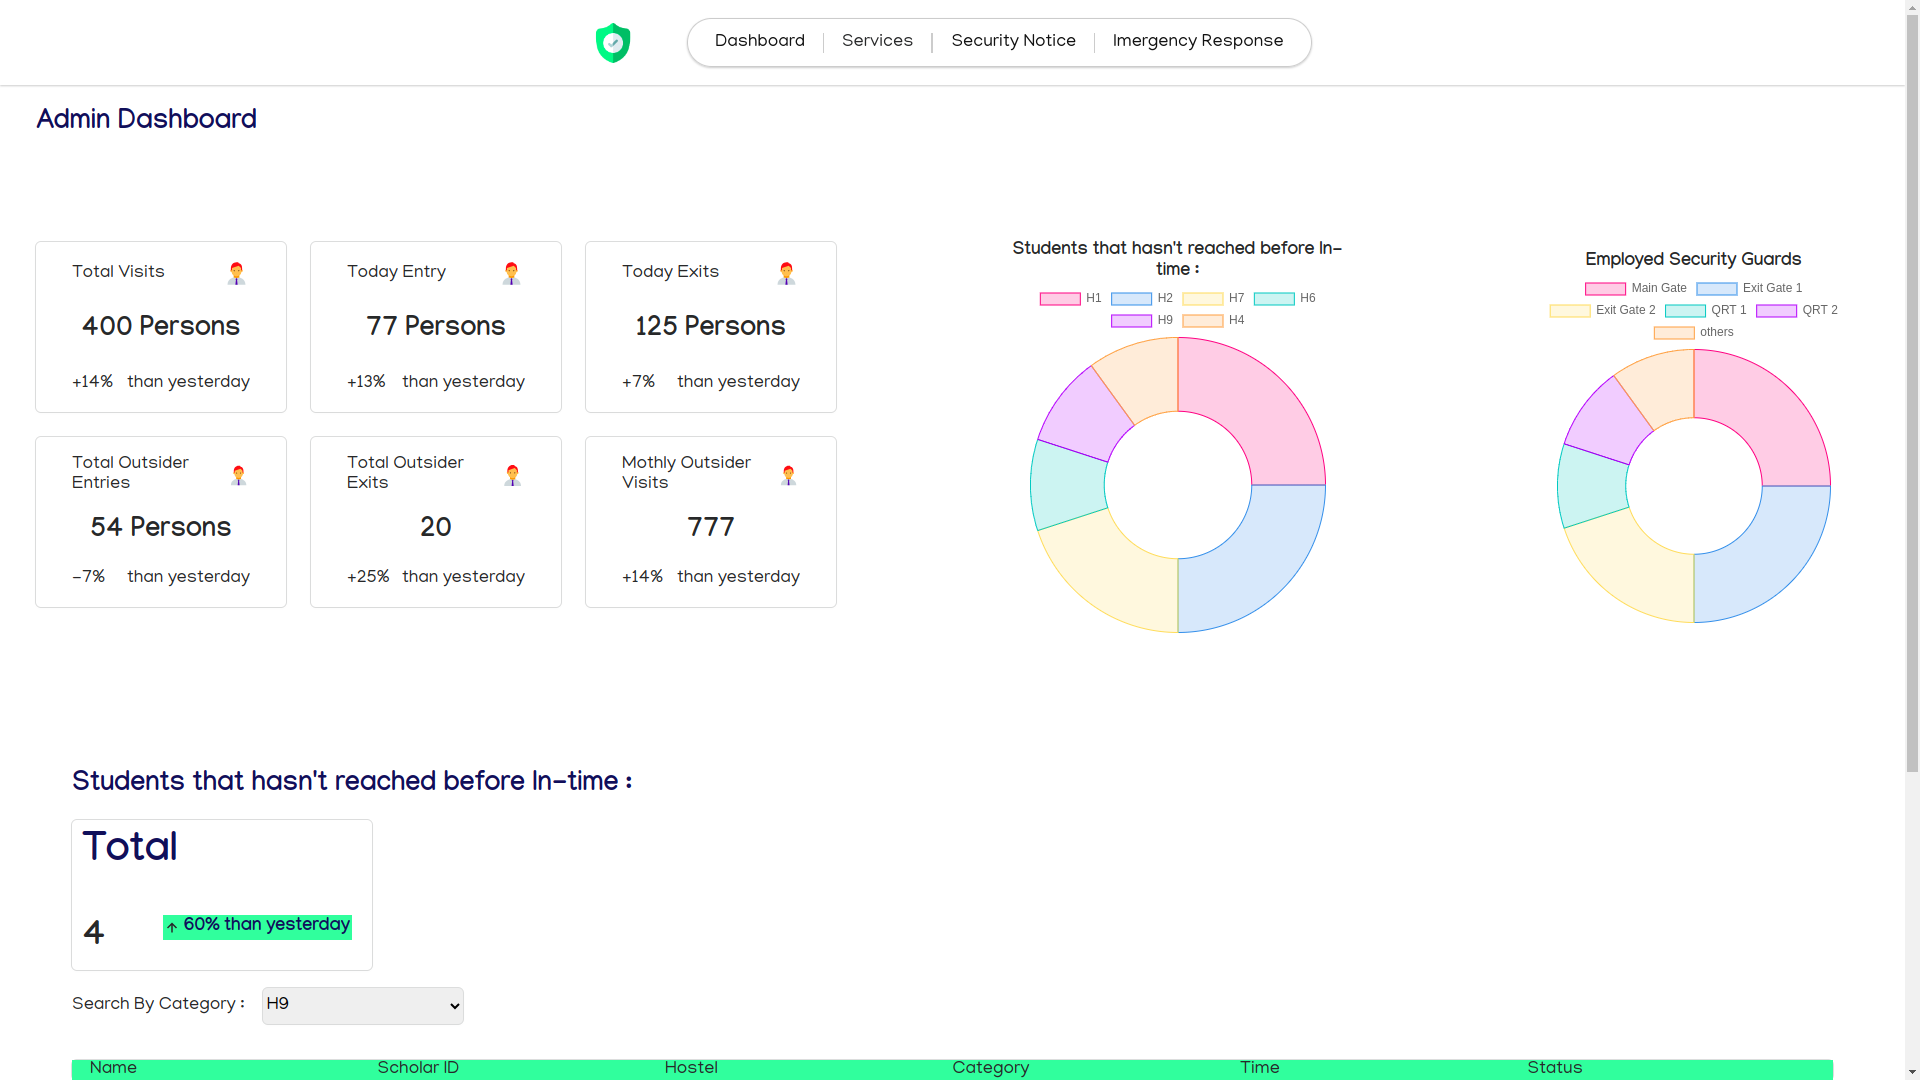 Dashboard
Services
Security Notice
Imergency Response
Admin Dashboard
Total Visits
400 Persons
+14% than yesterday
Today Entry
77 Persons
+13% than yesterday
Today Exits
125 Persons
+7% than yesterday
Total Outsider
Entries
54 Persons
-7% than yesterday
Total Outsider
Exits
20
+25% than yesterday
Mothly Outsider
Visits
777
+14% than yesterday
Students that hasn't reached before In-
time :
H1 H2 H7 H6
H9 H4
Employed Security Guards
Main Gate Exit Gate 1
Exit Gate 2 QRT 1 QRT 2
others
Students that hasn't reached before In-time :
Total
4
↑ 60% than yesterday
Search By Category :
H9
Name Scholar ID Hostel Category Time Status